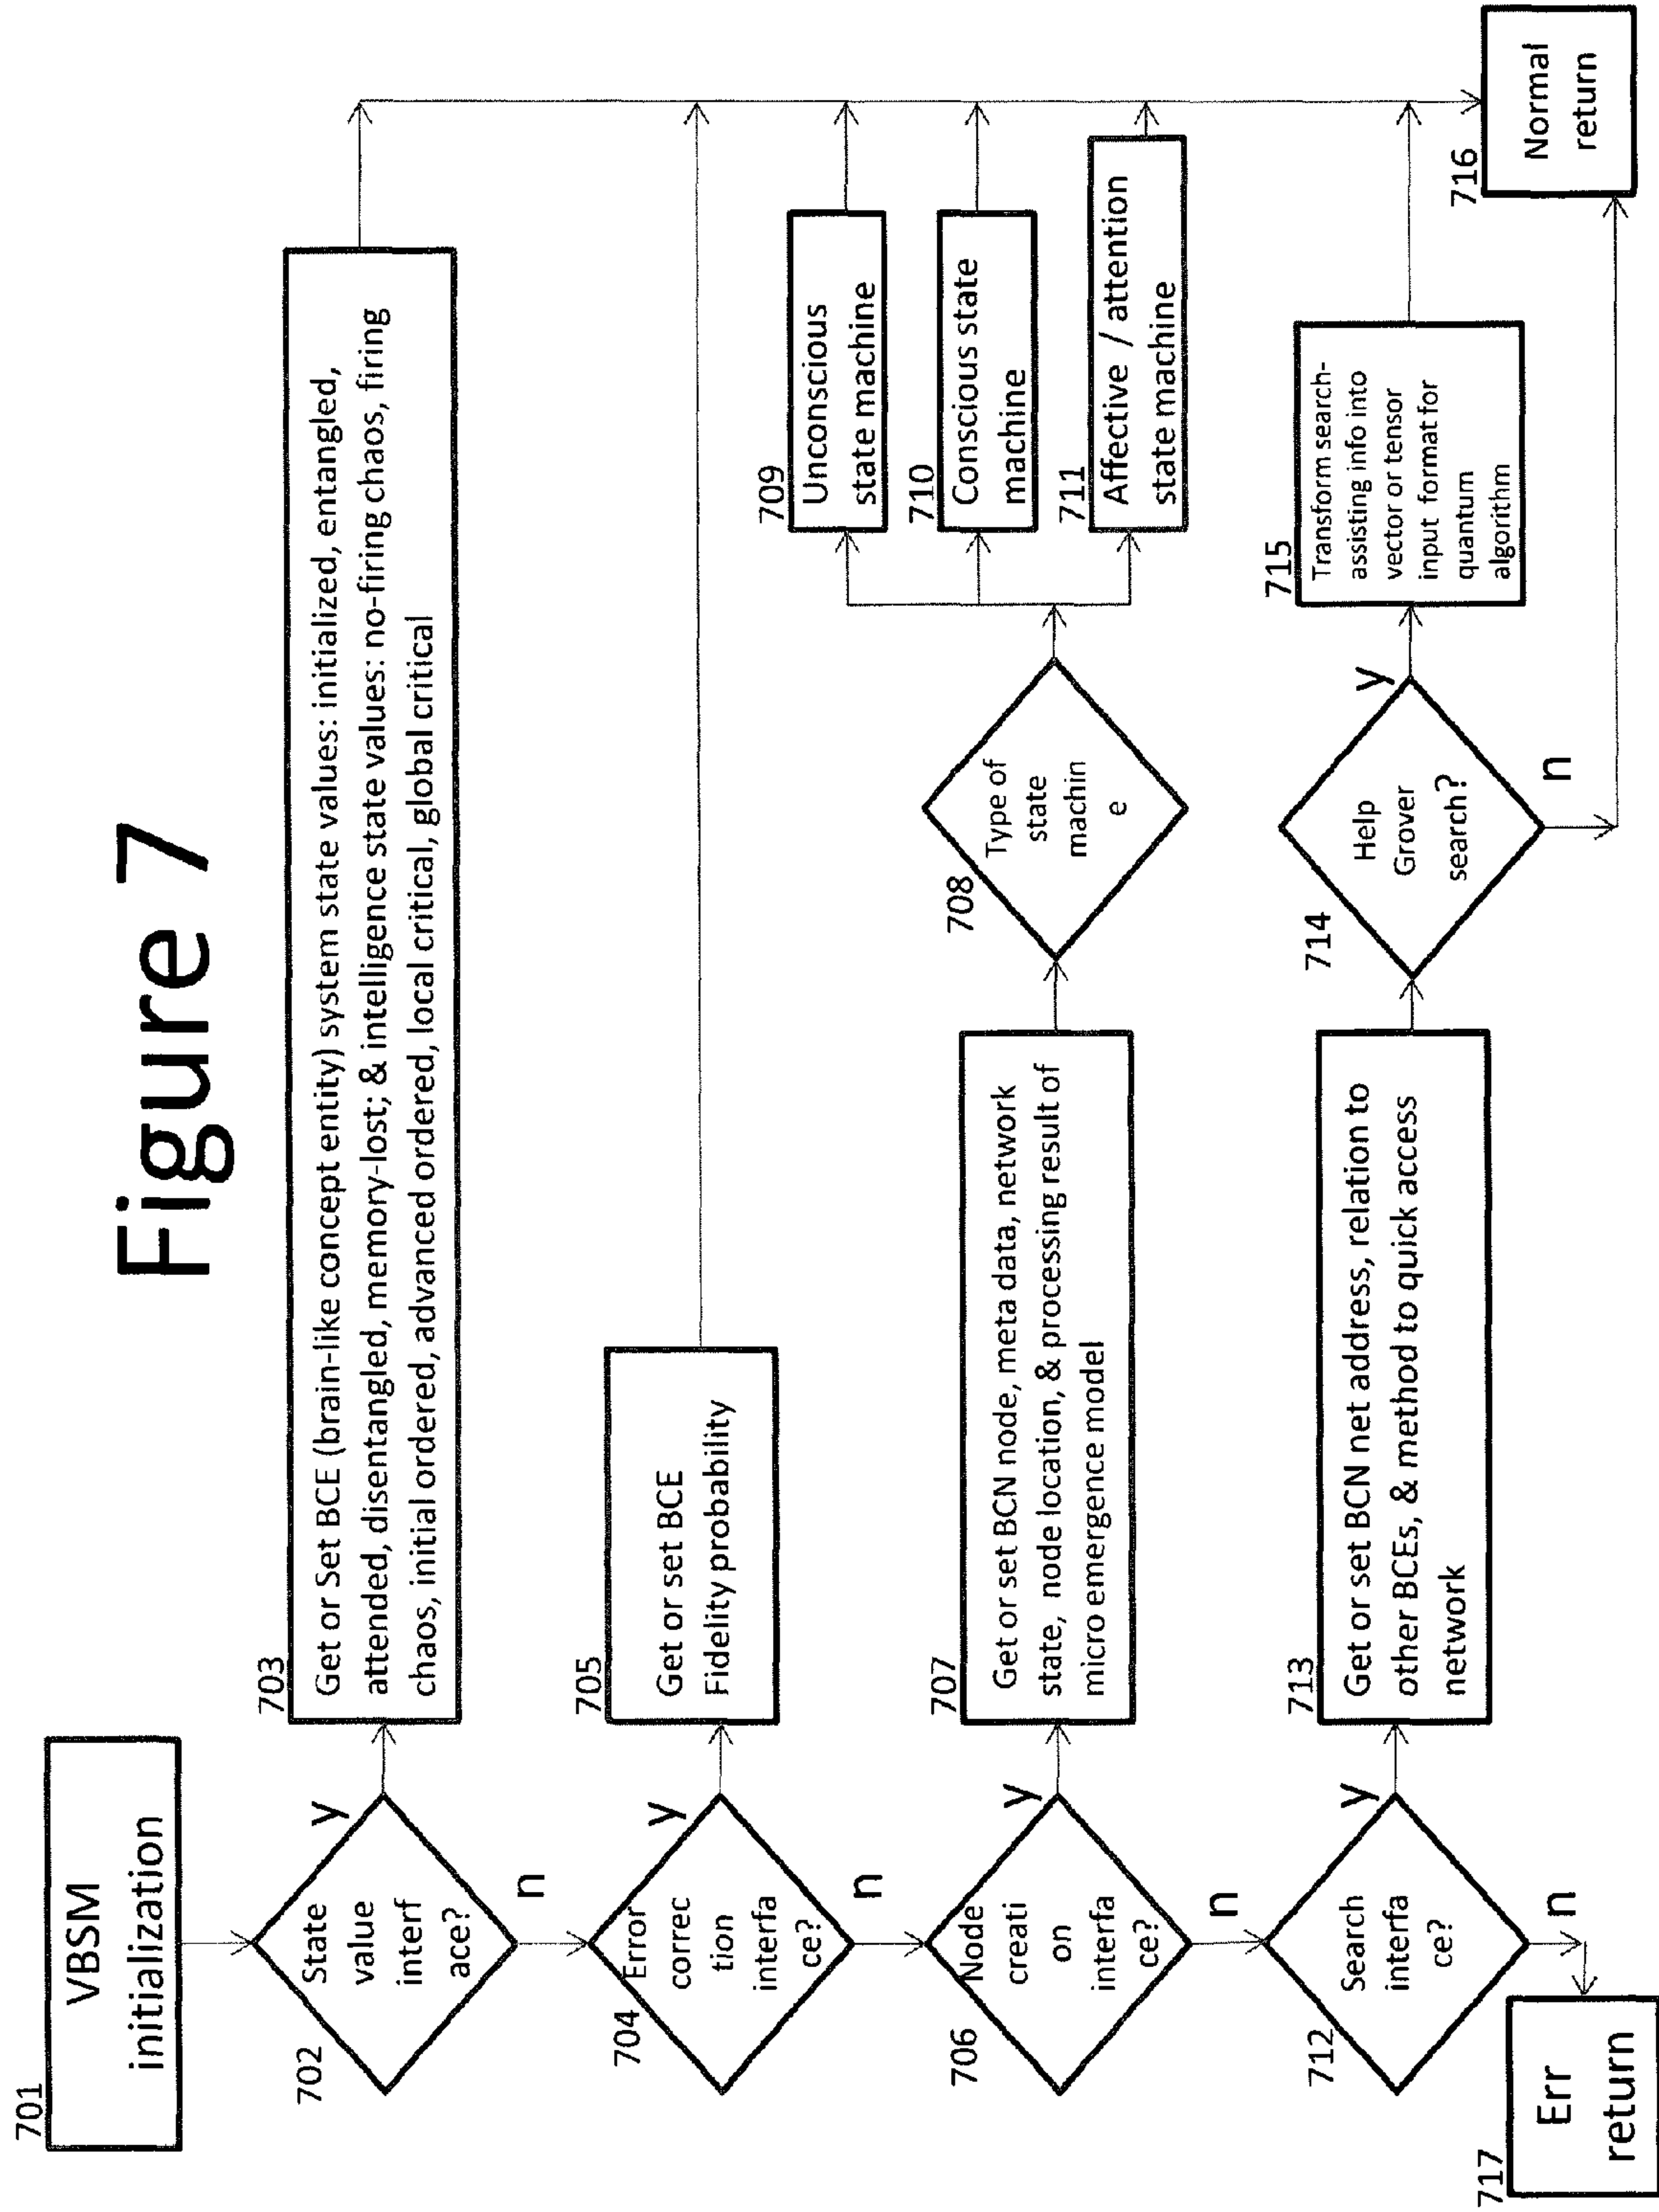 Figure 7
701
VBSM
initialization
702
State
value
interf
ace?
y
n
703
Get or Set BCE (brain-like concept entity) system state values: initialized, entangled,
attended, disentangled, memory-lost; & intelligence state values: no-firing chaos, firing
chaos, initial ordered, advanced ordered, local critical, global critical
704
Error
correc
tion
interfa
ce?
y
n
705
Get or set BCE
Fidelity probability
706
Node
creati
on
interfa
ce?
y
n
707
Get or set BCN node, meta data, network
state, node location, & processing result of
micro emergence model
708
Type of
state
machin
e
709
Unconscious
state machine
710
Conscious state
machine
711
Affective / attention
state machine
712
Search
interfa
ce?
y
n
713
Get or set BCN net address, relation to
other BCEs, & method to quick access
network
714
Help
Grover
search?
y
n
715
Transform search-
assisting info into
vector or tensor
input format for
quantum
algorithm
716
Normal
return
717
Err
return